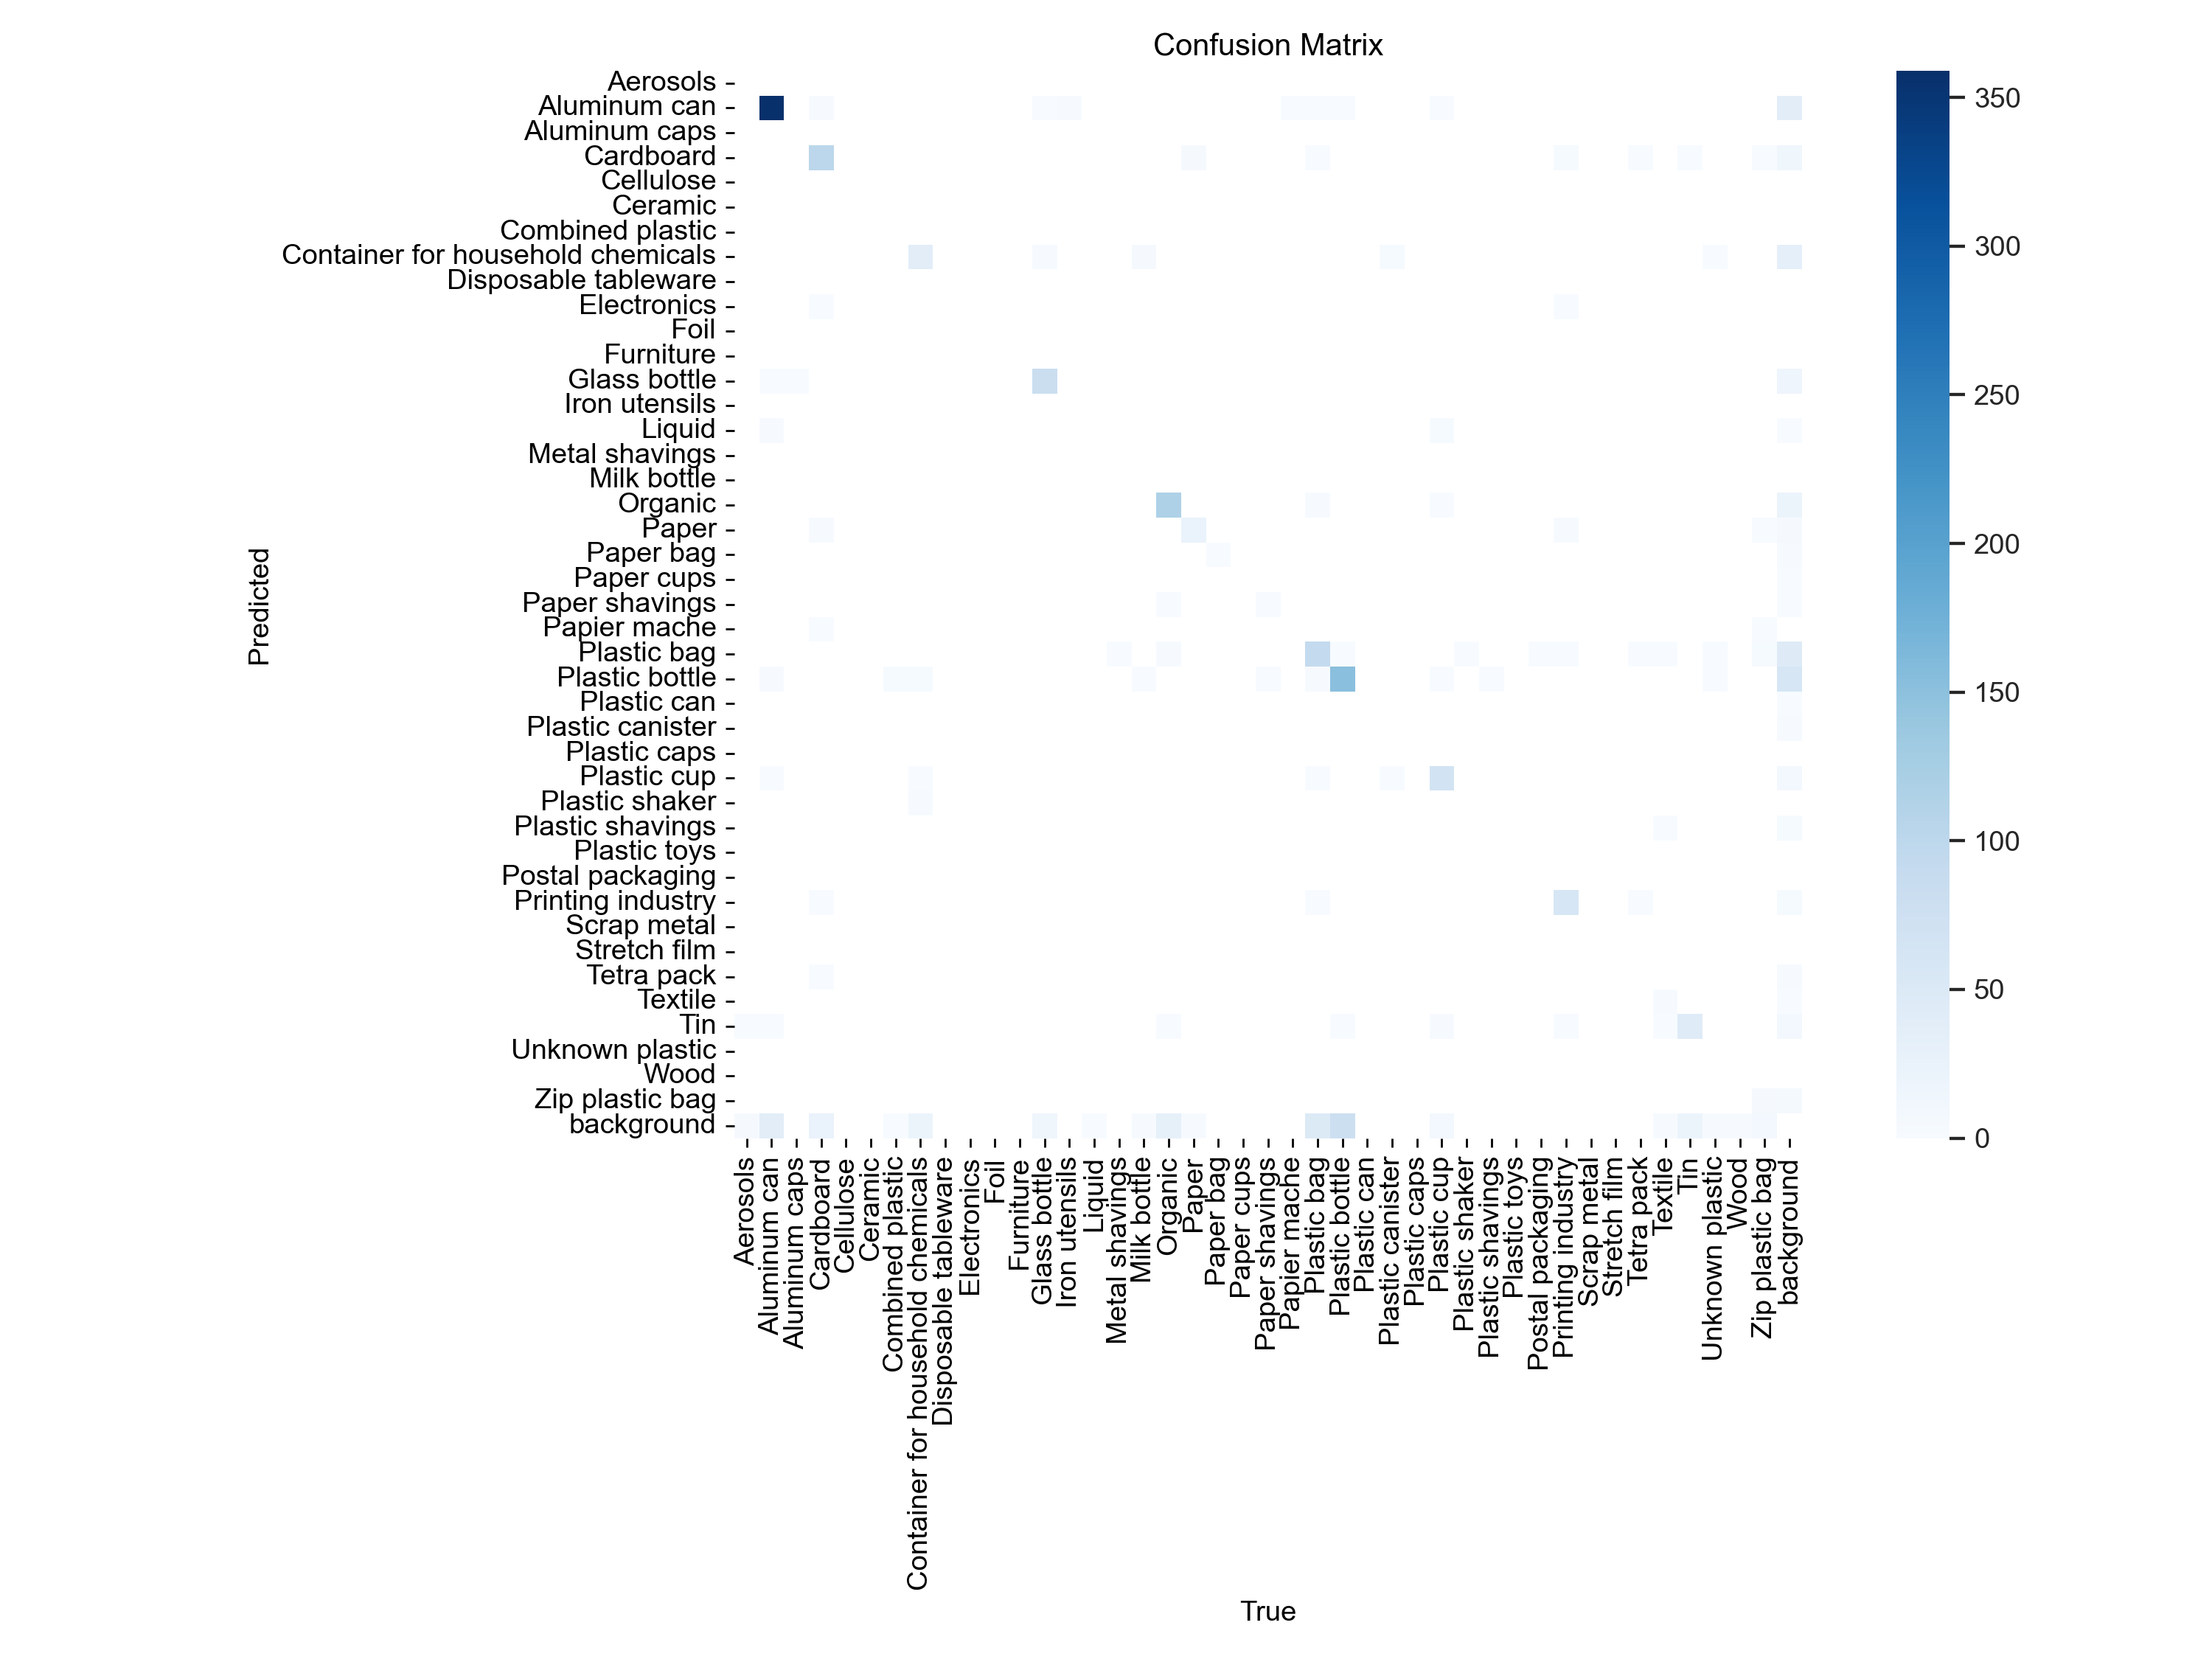 Confusion Matrix
Aerosols
Aluminum can
Aluminum caps
Cardboard
Cellulose
Ceramic
Combined plastic
Container for household chemicals
Disposable tableware
Electronics
Foil
Furniture
Glass bottle
Iron utensils
Liquid
Metal shavings
Milk bottle
Organic
Paper
Paper bag
Paper cups
Paper shavings
Papier mache
Plastic bag
Plastic bottle
Plastic can
Plastic canister
Plastic caps
Plastic cup
Plastic shaker
Plastic shavings
Plastic toys
Postal packaging
Printing industry
Scrap metal
Stretch film
Tetra pack
Textile
Tin
Unknown plastic
Wood
Zip plastic bag
background
Predicted
Aerosols
Aluminum can
Aluminum caps
Cardboard
Cellulose
Ceramic
Combined plastic
Container for household chemicals
Disposable tableware
Electronics
Foil
Furniture
Glass bottle
Iron utensils
Liquid
Metal shavings
Milk bottle
Organic
Paper
Paper bag
Paper cups
Paper shavings
Papier mache
Plastic bag
Plastic bottle
Plastic can
Plastic canister
Plastic caps
Plastic cup
Plastic shaker
Plastic shavings
Plastic toys
Postal packaging
Printing industry
Scrap metal
Stretch film
Tetra pack
Textile
Tin
Unknown plastic
Wood
Zip plastic bag
background
True
350
300
250
200
150
100
50
0